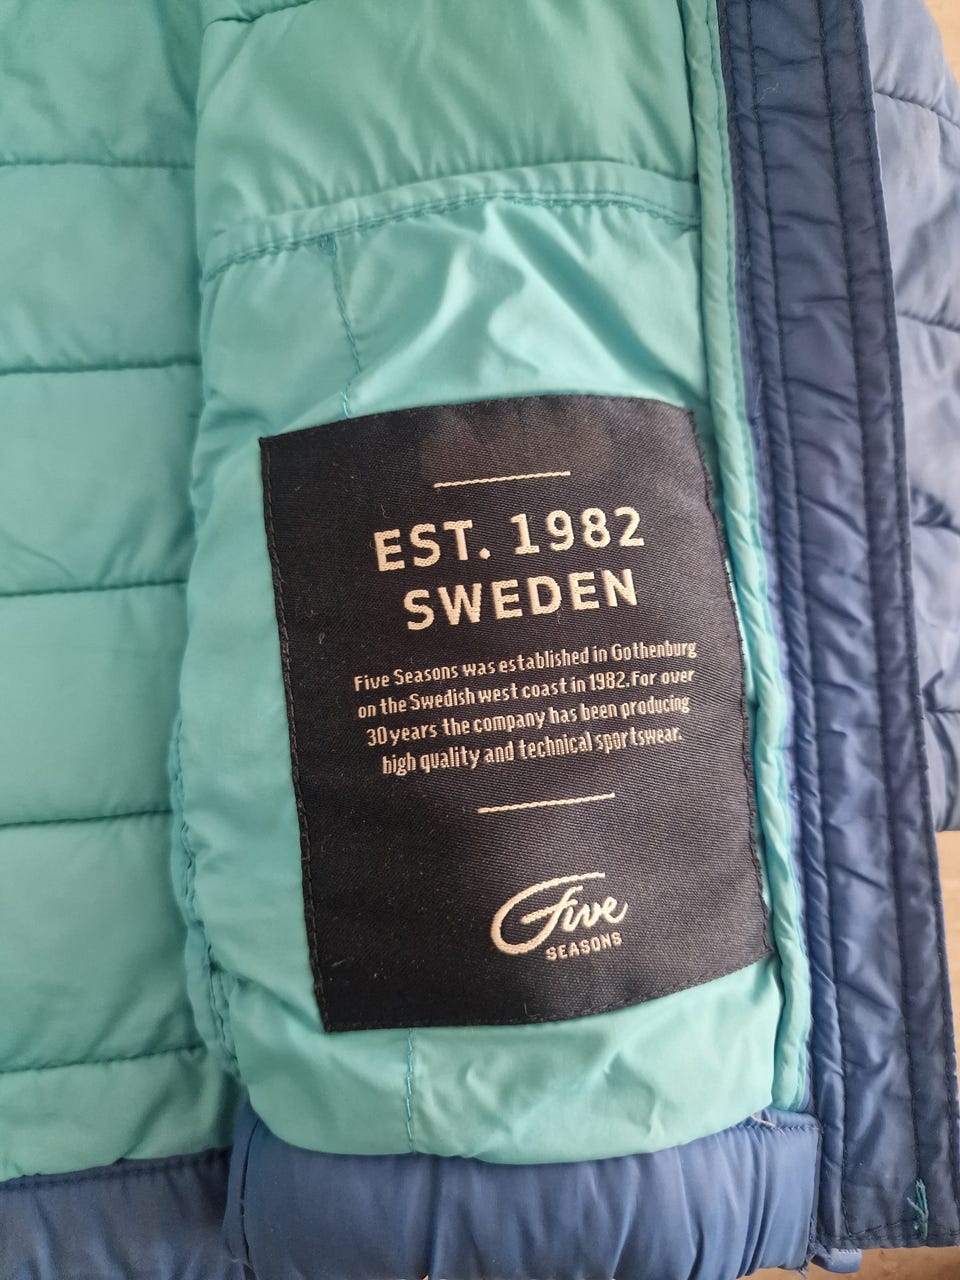 EST. 1982
SWEDEN
Five Seasons was established in Gothenburg
on the Swedish west coast in 1982. For over
30 years the company has been producing
high quality and technical sportswear.
Five
SEASONS